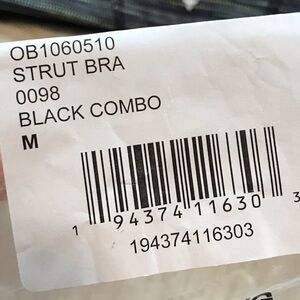 OB1060510
STRUT BRA
0098
BLACK COMBO
M
1 94374 11630 3
194374116303